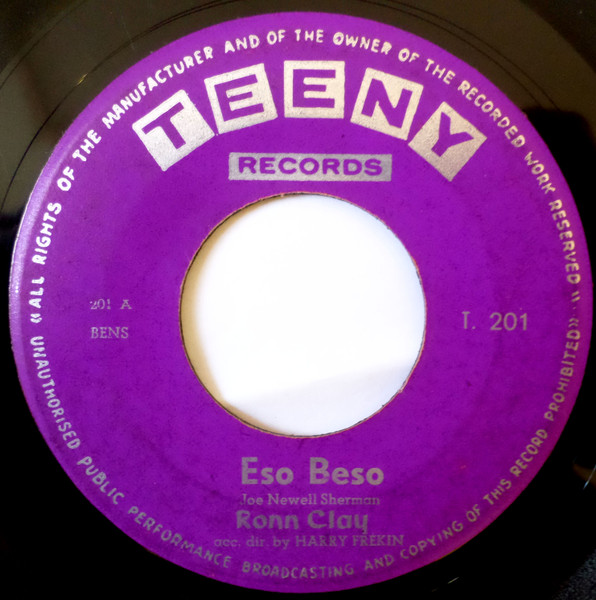 «ALL RIGHTS OF THE MANUFACTURER AND OF THE OWNER OF THE RECORDED WORK RESERVED»
TEENY
RECORDS
201 A
BENS
T. 201
Eso Beso
Joe Newell Sherman
Ronn Clay
acc. dir. by HARRY FREKIN
UNAUTHORISED PUBLIC PERFORMANCE BROADCASTING AND COPYING OF THIS RECORD PROHIBITED»